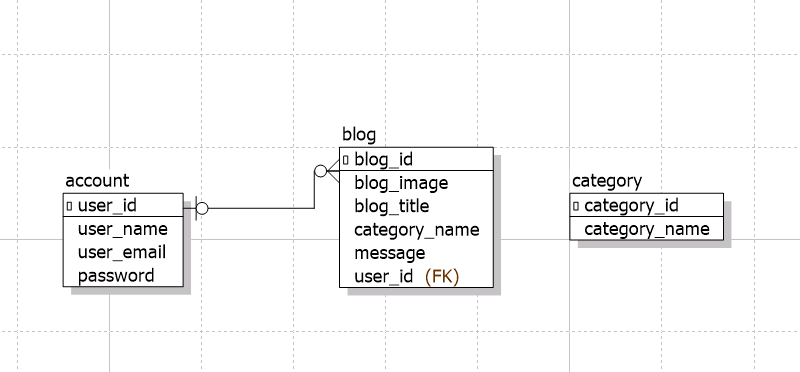 account
user_id
user_name
user_email
password
blog
blog_id
blog_image
blog_title
category_name
message
user_id (FK)
category
category_id
category_name